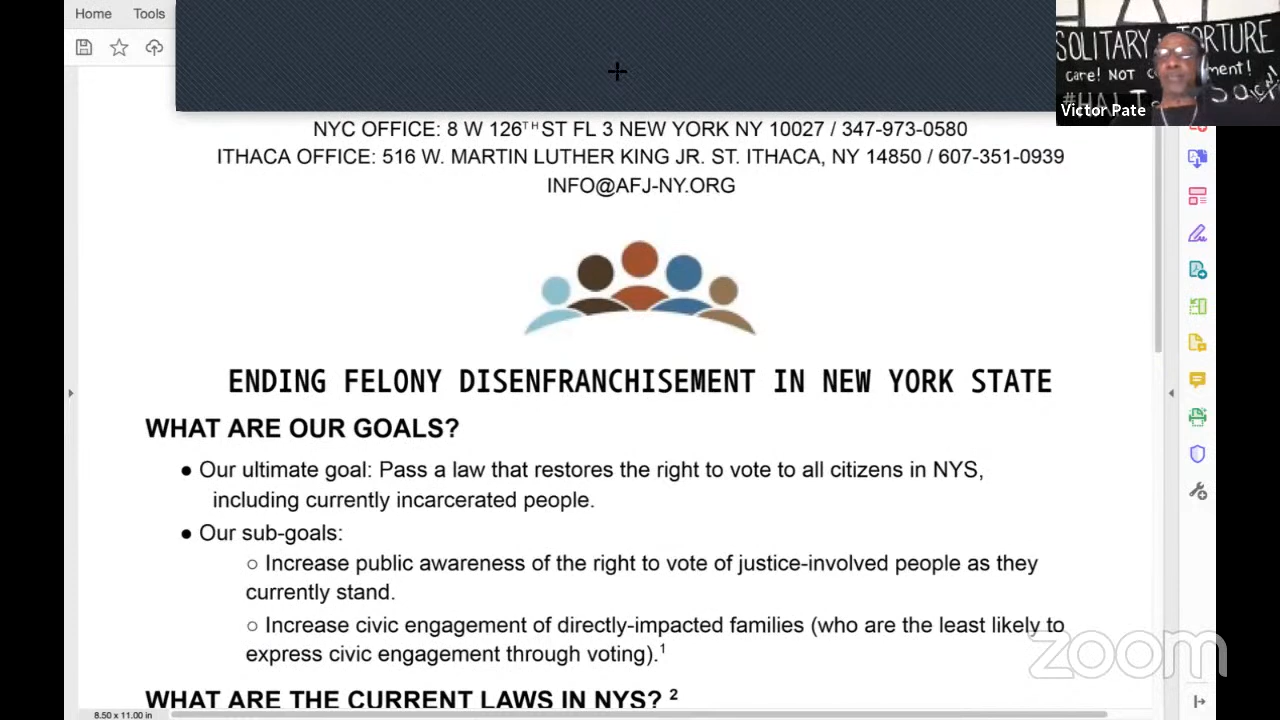 Home Tools
SOLITARY TORTURE
care! NOT
Victor Pate
NYC OFFICE: 8 W 126TH ST FL 3 NEW YORK NY 10027 / 347-973-0580
ITHACA OFFICE: 516 W. MARTIN LUTHER KING JR. ST. ITHACA, NY 14850 / 607-351-0939
INFO@AFJ-NY.ORG
ENDING FELONY DISENFRANCHISEMENT IN NEW YORK STATE
WHAT ARE OUR GOALS?
● Our ultimate goal: Pass a law that restores the right to vote to all citizens in NYS,
including currently incarcerated people.
● Our sub-goals:
○ Increase public awareness of the right to vote of justice-involved people as they
currently stand.
○ Increase civic engagement of directly-impacted families (who are the least likely to
express civic engagement through voting).1
WHAT ARE THE CURRENT LAWS IN NYS? 2
zoom
8.50 x 11.00 in